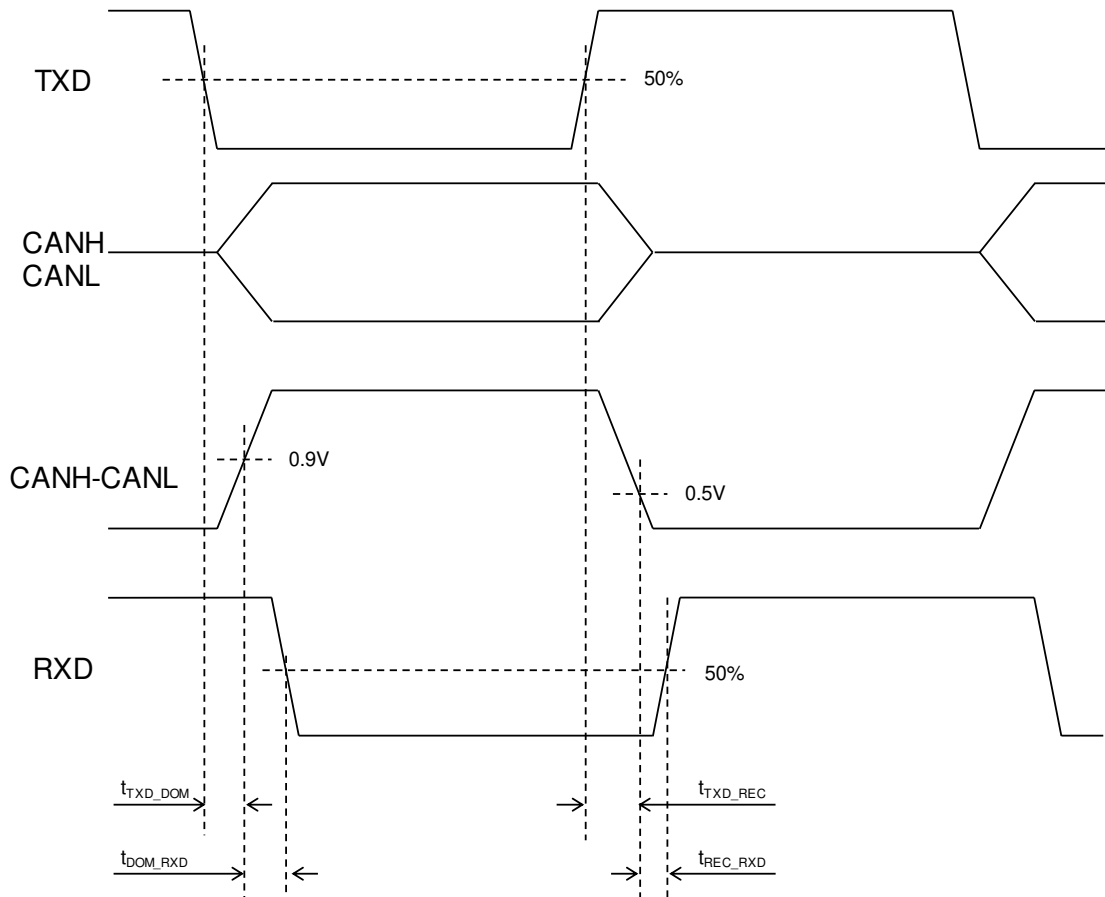 TXD
50%
CANH
CANL
CANH-CANL
0.9V
0.5V
RXD
50%
tTXD_DOM
tTXD_REC
tDOM_RXD
tREC_RXD